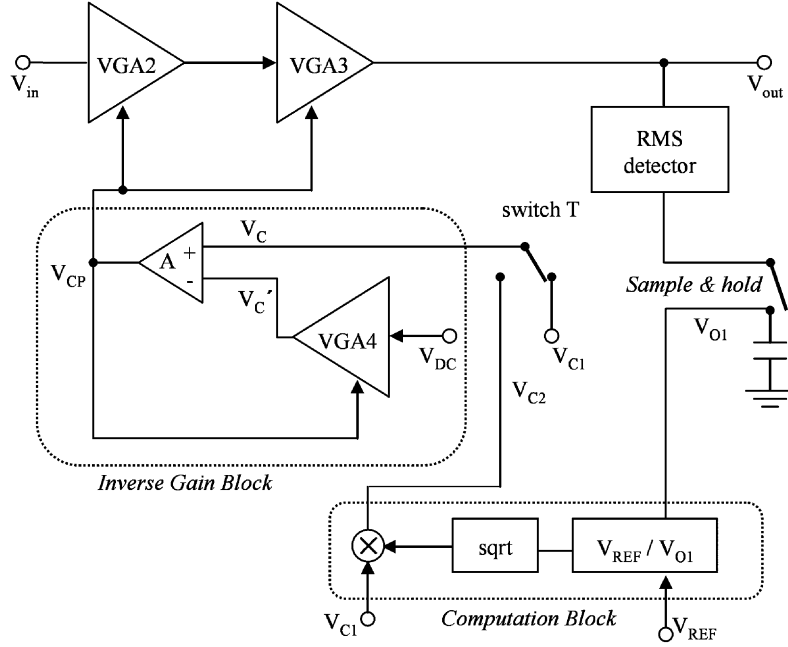 VGA2
VGA3
V_in
V_out
RMS
detector
switch T
V_C
A
+
-
V_CP
Sample & hold
V_C´
VGA4
V_DC
V_C1
V_O1
V_C2
Inverse Gain Block
sqrt
V_REF / V_O1
V_C1
Computation Block
V_REF